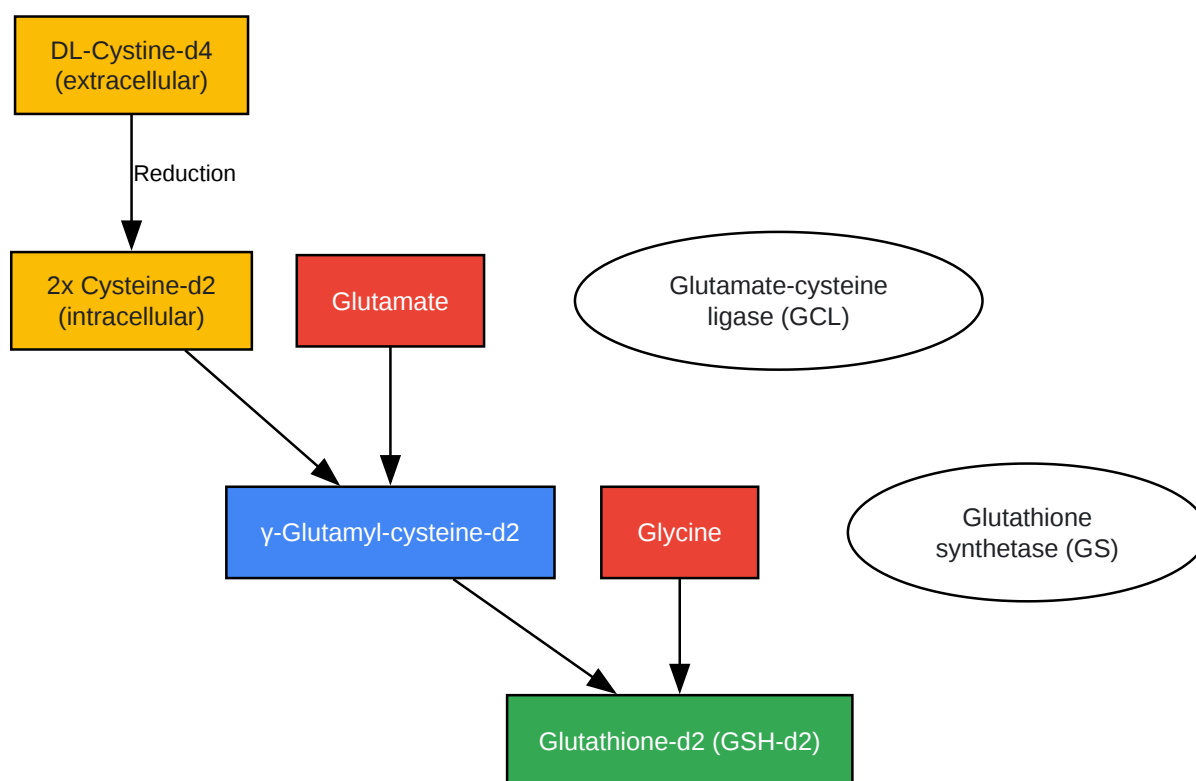 DL-Cystine-d4
(extracellular)
Reduction
2x Cysteine-d2
(intracellular)
Glutamate
Glutamate-cysteine
ligase (GCL)
γ-Glutamyl-cysteine-d2
Glycine
Glutathione
synthetase (GS)
Glutathione-d2 (GSH-d2)